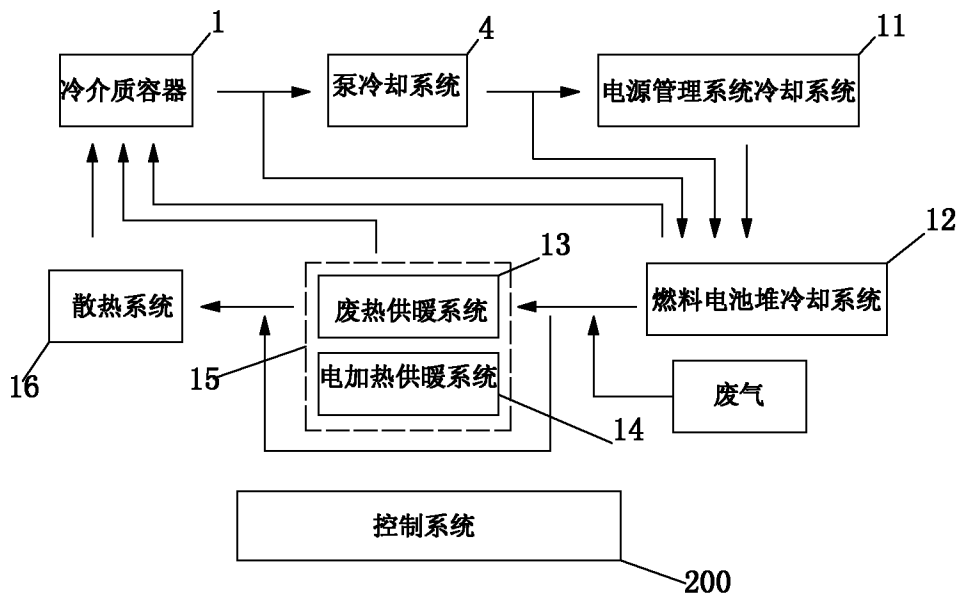 1
4
11
冷介质容器
泵冷却系统
电源管理系统冷却系统
12
13
散热系统
废热供暖系统
燃料电池堆冷却系统
16
15
电加热供暖系统
废气
14
控制系统
200